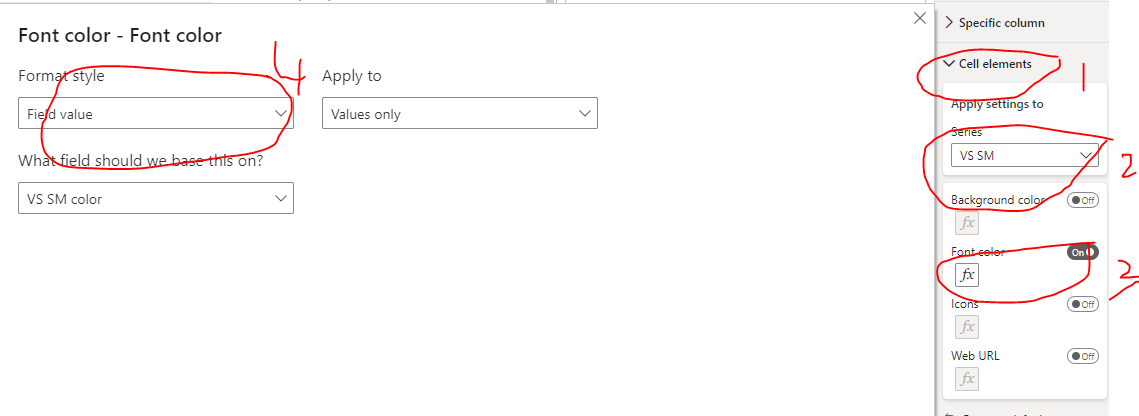 Font color - Font color
Format style
Apply to
4
Field value
Values only
What field should we base this on?
VS SM color
Specific column
Cell elements
1
Apply settings to
Series
VS SM
2
Background color
Off
fx
Font color
On
fx
2
Icons
Off
fx
Web URL
Off
fx